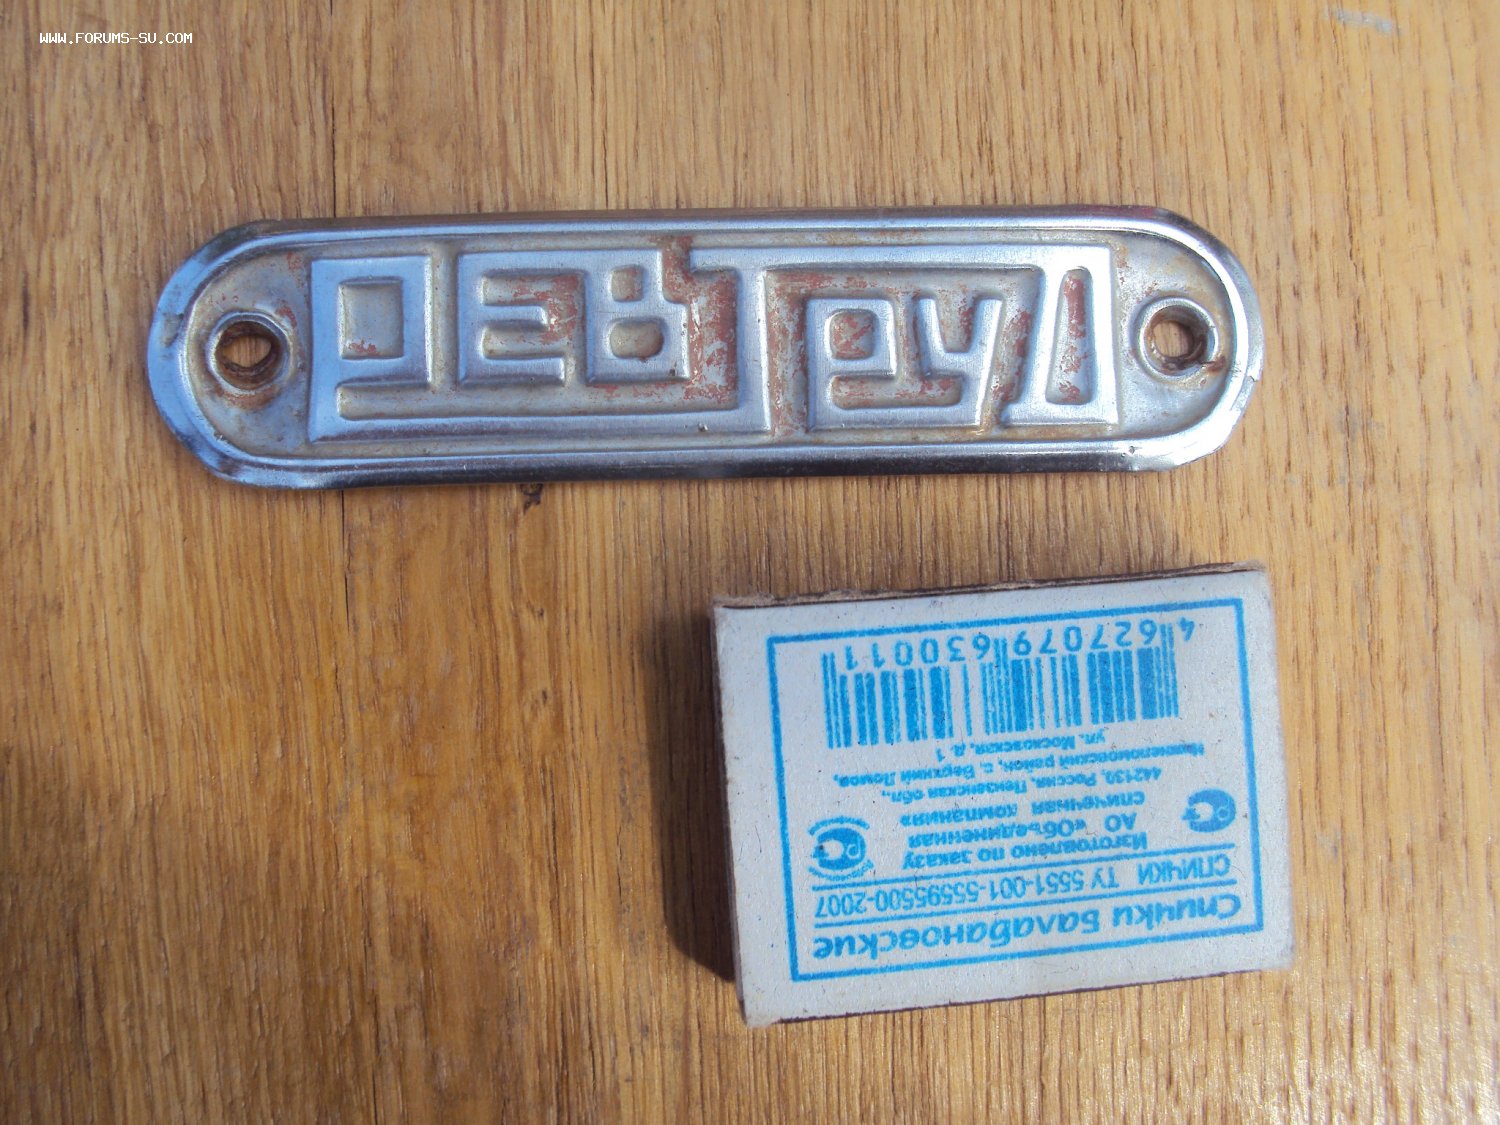 WWW.FORUMS-SU.COM
РЕВТРУД
Спички Балабановские
СПИЧКИ ТУ 5551-001-55595500-2007
Изготовлено по заказу
АО «Объединенная
спичечная компания»
442130, Россия, Пензенская обл.,
Нижнеломовский район, с. Верхний Ломов,
ул. Московская, д. 1
4 627079 630011